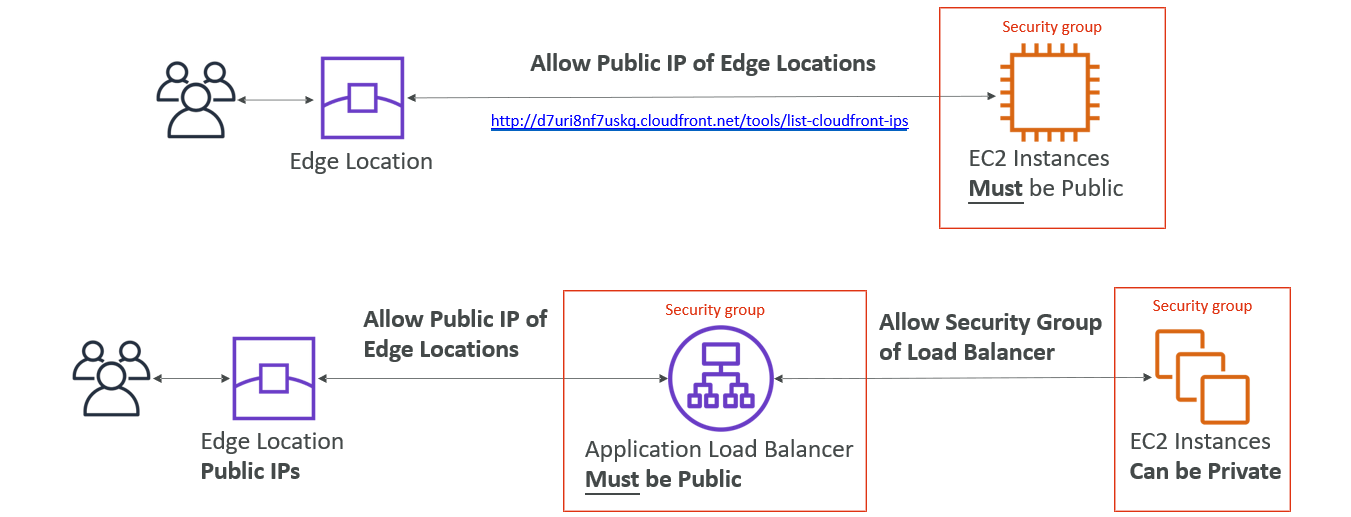 Security group
Allow Public IP of Edge Locations
http://d7uri8nf7uskq.cloudfront.net/tools/list-cloudfront-ips
Edge Location
EC2 Instances
Must be Public
Allow Public IP of
Edge Locations
Security group
Allow Security Group
of Load Balancer
Security group
Edge Location
Public IPs
Application Load Balancer
Must be Public
EC2 Instances
Can be Private